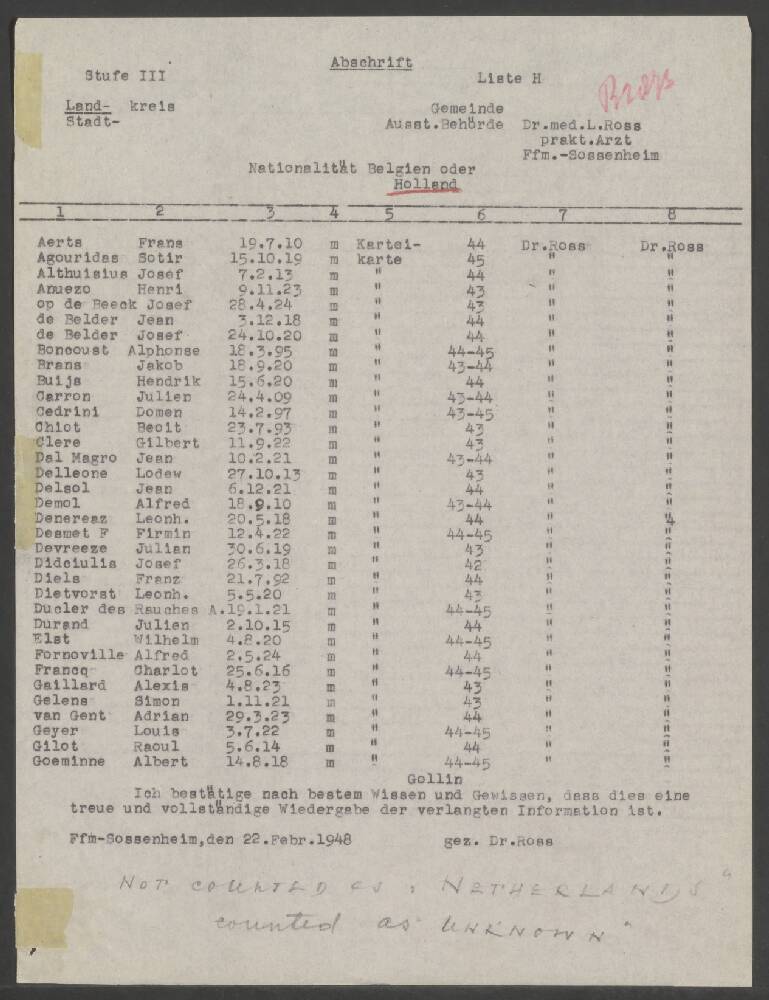 Abschrift
Stufe III Liste H
Land- kreis Gemeinde
Stadt- Ausst.Behörde Dr.med.L.Ross
prakt.Arzt
Ffm.-Sossenheim
Nationalität Belgien oder
Holland
1 2 3 4 5 6 7 8
Aerts Frans 19.7.10 m Kartei- 44 Dr.Ross Dr.Ross
Agouridas Sotir 15.10.19 m karte 45 " "
Althuisius Josef 7.2.13 m " 44 " "
Anuezo Henri 9.11.23 m " 43 " "
op de Beeck Josef 28.4.24 m " 43 " "
de Belder Jean 3.12.18 m " 44 " "
de Belder Josef 24.10.20 m " 44 " "
Boncoust Alphonse 18.3.95 m " 44-45 " "
Brans Jakob 18.9.20 m " 43-44 " "
Buijs Hendrik 15.6.20 m " 44 " "
Carron Julien 24.4.09 m " 43-44 " "
Cedrini Domen 14.2.97 m " 43-45 " "
Chiot Beoit 23.7.93 m " 43 " "
Clere Gilbert 11.9.22 m " 43 " "
Dal Magro Jean 10.2.21 m " 43-44 " "
Delleone Lodew 27.10.13 m " 43 " "
Delsol Jean 6.12.21 m " 44 " "
Demol Alfred 18.9.10 m " 43-44 " "
Denereaz Leonh. 20.5.18 m " 44 " "
Desmet F Firmin 12.4.22 m " 44-45 " "
Devreeze Julian 30.6.19 m " 43 " "
Didciulis Josef 26.3.18 m " 42 " "
Diels Franz 21.7.92 m " 44 " "
Dietvorst Leonh. 5.5.20 m " 43 " "
Ducler des Rauches A.19.1.21 m " 44-45 " "
Durand Julien 2.10.15 m " 44 " "
Elst Wilhelm 4.8.20 m " 44-45 " "
Fornoville Alfred 2.5.24 m " 44 " "
Francq Charlot 25.6.16 m " 44-45 " "
Gaillard Alexis 4.8.23 m " 43 " "
Gelens Simon 1.11.21 m " 43 " "
van Gent Adrian 29.3.23 m " 44 " "
Geyer Louis 3.7.22 m " 44-45 " "
Gilot Raoul 5.6.14 m " 44 " "
Goeminne Albert 14.8.18 m " 44-45 " "
Gollin
Ich bestätige nach bestem Wissen und Gewissen, dass dies eine
treue und vollständige Wiedergabe der verlangten Information ist.
Ffm-Sossenheim,den 22.Febr.1948 gez. Dr.Ross
NOT COUNTED as "NETHERLANDS"
counted as UNKNOWN"